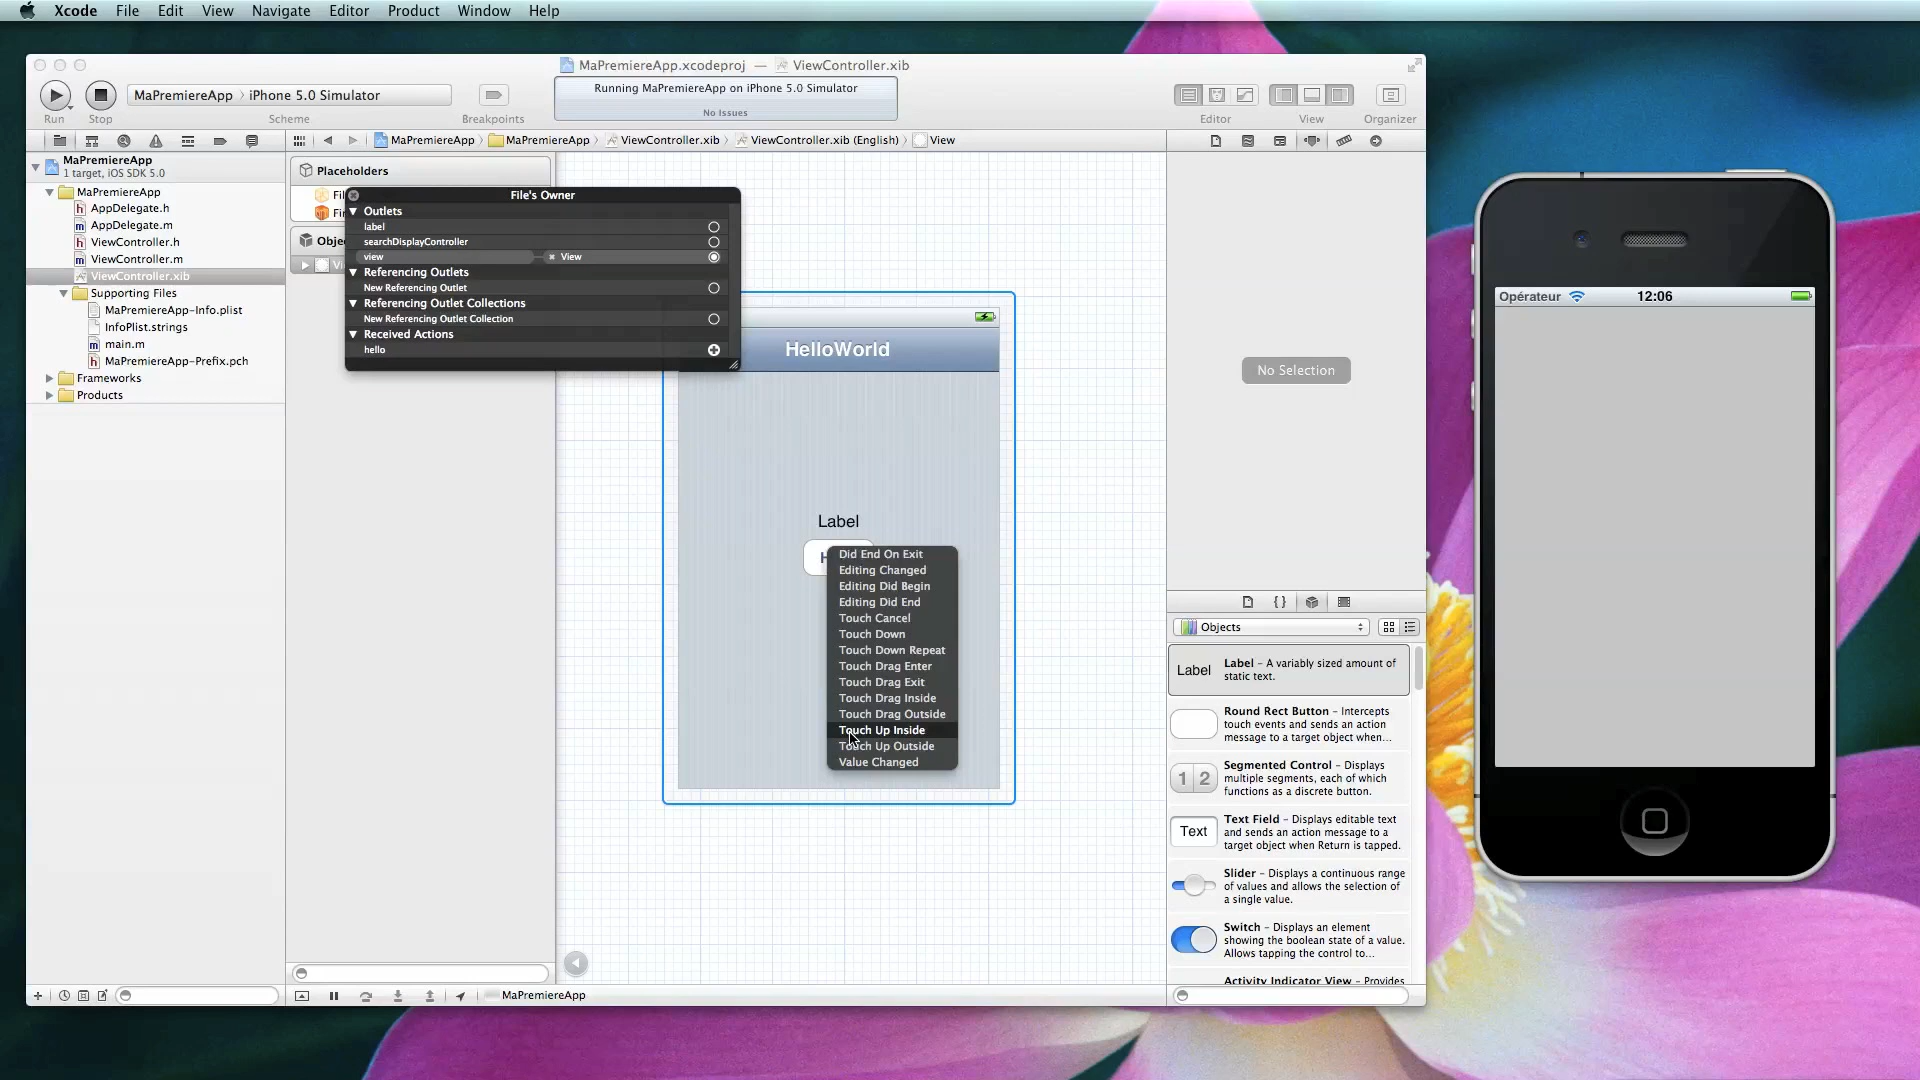 Xcode File Edit View Navigate Editor Product Window Help
MaPremiereApp.xcodeproj — ViewController.xib
MaPremiereApp › iPhone 5.0 Simulator
Running MaPremiereApp on iPhone 5.0 Simulator
No Issues
Run Stop Scheme Breakpoints Editor View Organizer
MaPremiereApp › MaPremiereApp › ViewController.xib › ViewController.xib (English) › View
MaPremiereApp
1 target, iOS SDK 5.0
MaPremiereApp
AppDelegate.h
AppDelegate.m
ViewController.h
ViewController.m
ViewController.xib
Supporting Files
MaPremiereApp-Info.plist
InfoPlist.strings
main.m
MaPremiereApp-Prefix.pch
Frameworks
Products
Placeholders
File's Owner
Outlets
label
searchDisplayController
view View
Referencing Outlets
New Referencing Outlet
Referencing Outlet Collections
New Referencing Outlet Collection
Received Actions
hello
HelloWorld
Label
Did End On Exit
Editing Changed
Editing Did Begin
Editing Did End
Touch Cancel
Touch Down
Touch Down Repeat
Touch Drag Enter
Touch Drag Exit
Touch Drag Inside
Touch Drag Outside
Touch Up Inside
Touch Up Outside
Value Changed
MaPremiereApp
No Selection
{ }
Objects
Label
Label – A variably sized amount of
static text.
Round Rect Button – Intercepts
touch events and sends an action
message to a target object when...
1 2
Segmented Control – Displays
multiple segments, each of which
functions as a discrete button.
Text
Text Field – Displays editable text
and sends an action message to a
target object when Return is tapped.
Slider – Displays a continuous range
of values and allows the selection of
a single value.
Switch – Displays an element
showing the boolean state of a value.
Allows tapping the control to...
Activity Indicator View – Provides
Opérateur 12:06